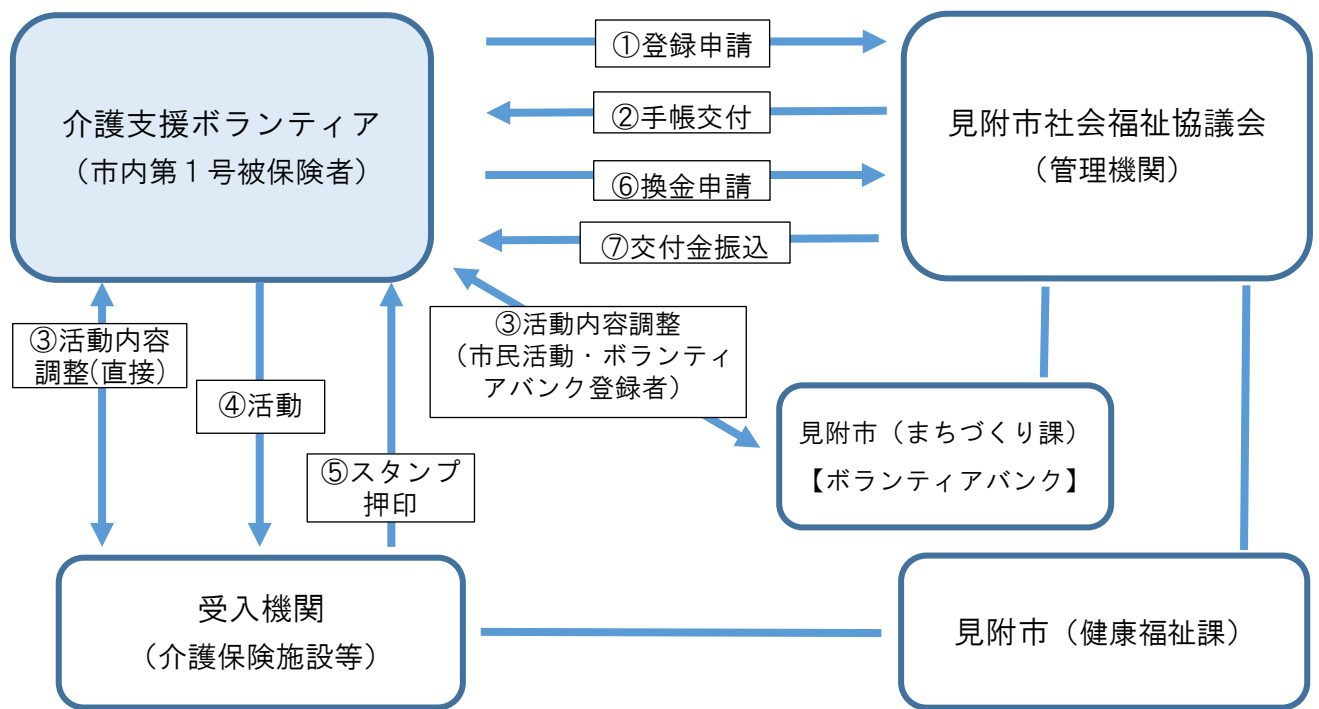 ①登録申請
介護支援ボランティア
(市内第1号被保険者)
②手帳交付
見附市社会福祉協議会
(管理機関)
⑥換金申請
⑦交付金振込
③活動内容
調整(直接)
④活動
⑤スタンプ
押印
③活動内容調整
(市民活動・ボランティ
アバンク登録者)
見附市(まちづくり課)
【ボランティアバンク】
受入機関
(介護保険施設等)
見附市(健康福祉課)